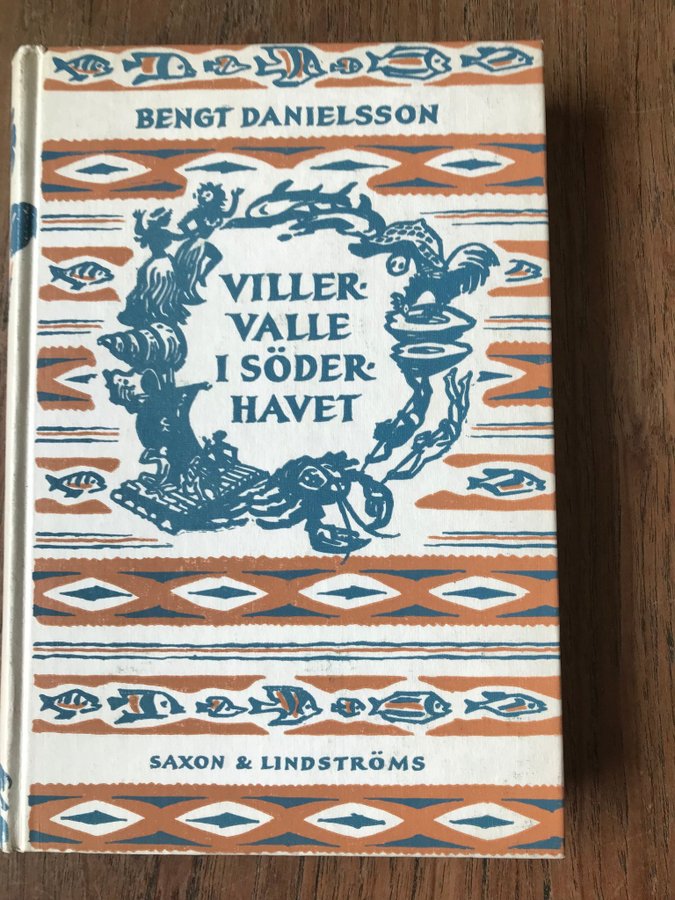 BENGT DANIELSSON
VILLER-
VALLE
I SÖDER-
HAVET
SAXON & LINDSTRÖMS